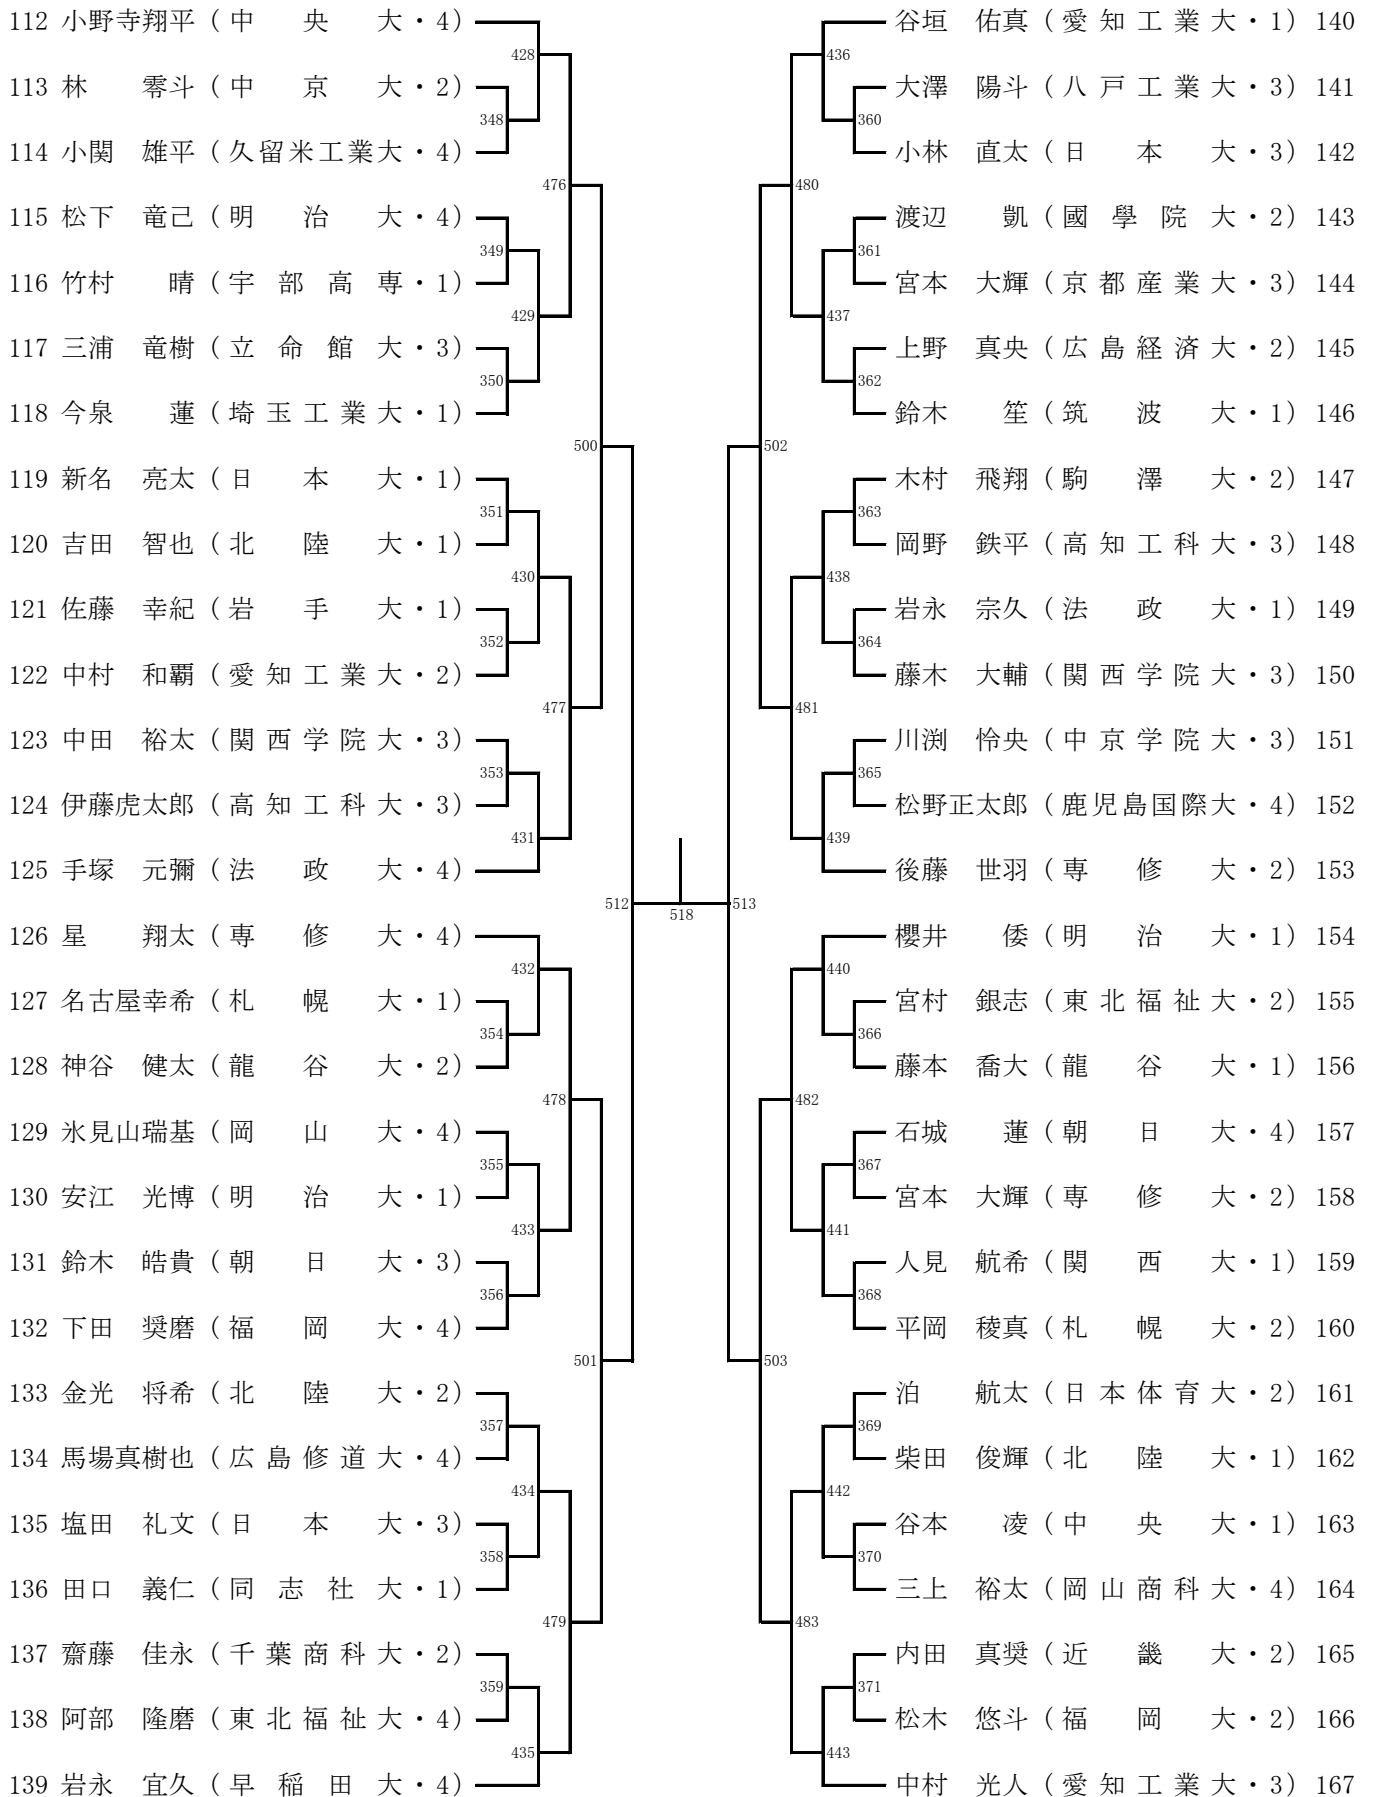 112 小野寺翔平（中央大・4）
428
113 林 零斗（中京大・2）
348
114 小関 雄平（久留米工業大・4）
476
115 松下 竜己（明治大・4）
349
116 竹村 晴（宇部高専・1）
429
117 三浦 竜樹（立命館大・3）
350
118 今泉 蓮（埼玉工業大・1）
500
119 新名 亮太（日本大・1）
351
120 吉田 智也（北陸大・1）
430
121 佐藤 幸紀（岩手大・1）
352
122 中村 和覇（愛知工業大・2）
477
123 中田 裕太（関西学院大・3）
353
124 伊藤虎太郎（高知工科大・3）
431
125 手塚 元彌（法政大・4）
512
518
513
126 星 翔太（専修大・4）
432
127 名古屋幸希（札幌大・1）
354
128 神谷 健太（龍谷大・2）
478
129 氷見山瑞基（岡山大・4）
355
130 安江 光博（明治大・1）
433
131 鈴木 皓貴（朝日大・3）
356
132 下田 奨磨（福岡大・4）
501
133 金光 将希（北陸大・2）
357
134 馬場真樹也（広島修道大・4）
434
135 塩田 礼文（日本大・3）
358
136 田口 義仁（同志社大・1）
479
137 齋藤 佳永（千葉商科大・2）
359
138 阿部 隆磨（東北福祉大・4）
435
139 岩永 宜久（早稲田大・4）
谷垣 佑真（愛知工業大・1）140
436
大澤 陽斗（八戸工業大・3）141
360
小林 直太（日本大・3）142
480
渡辺 凱（國學院大・2）143
361
宮本 大輝（京都産業大・3）144
437
上野 真央（広島経済大・2）145
362
鈴木 笙（筑波大・1）146
502
木村 飛翔（駒澤大・2）147
363
岡野 鉄平（高知工科大・3）148
438
岩永 宗久（法政大・1）149
364
藤木 大輔（関西学院大・3）150
481
川渕 怜央（中京学院大・3）151
365
松野正太郎（鹿児島国際大・4）152
439
後藤 世羽（専修大・2）153
櫻井 倭（明治大・1）154
440
宮村 銀志（東北福祉大・2）155
366
藤本 喬大（龍谷大・1）156
482
石城 蓮（朝日大・4）157
367
宮本 大輝（専修大・2）158
441
人見 航希（関西大・1）159
368
平岡 稜真（札幌大・2）160
503
泊 航太（日本体育大・2）161
369
柴田 俊輝（北陸大・1）162
442
谷本 凌（中央大・1）163
370
三上 裕太（岡山商科大・4）164
483
内田 真奨（近畿大・2）165
371
松木 悠斗（福岡大・2）166
443
中村 光人（愛知工業大・3）167